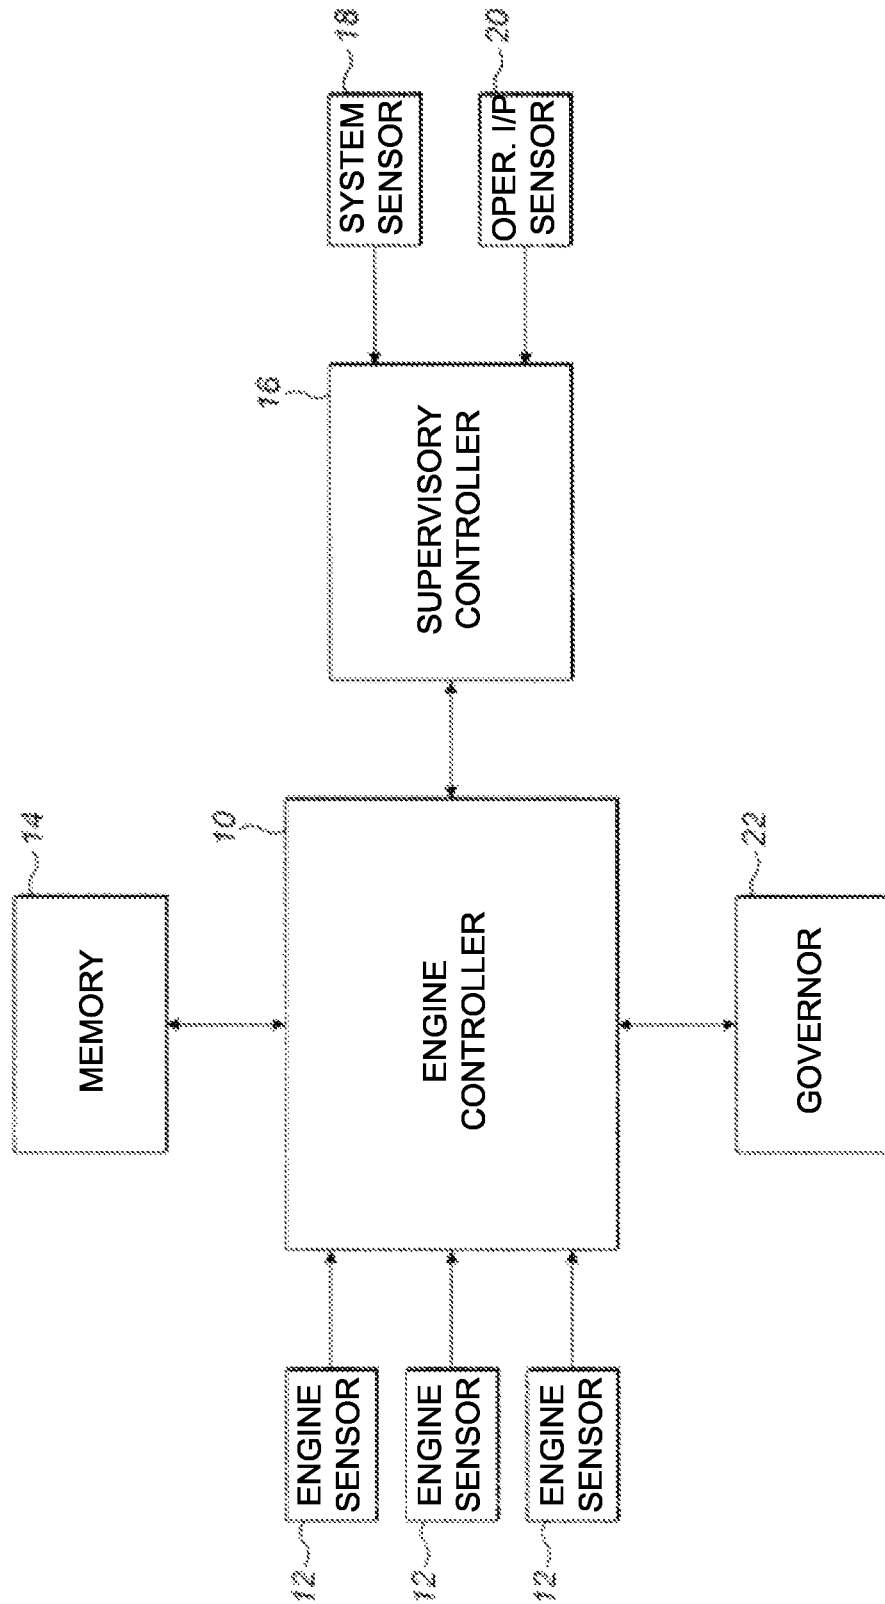 14
MEMORY
10
ENGINE
CONTROLLER
12
ENGINE
SENSOR
12
ENGINE
SENSOR
12
ENGINE
SENSOR
22
GOVERNOR
16
SUPERVISORY
CONTROLLER
18
SYSTEM
SENSOR
20
OPER. I/P
SENSOR